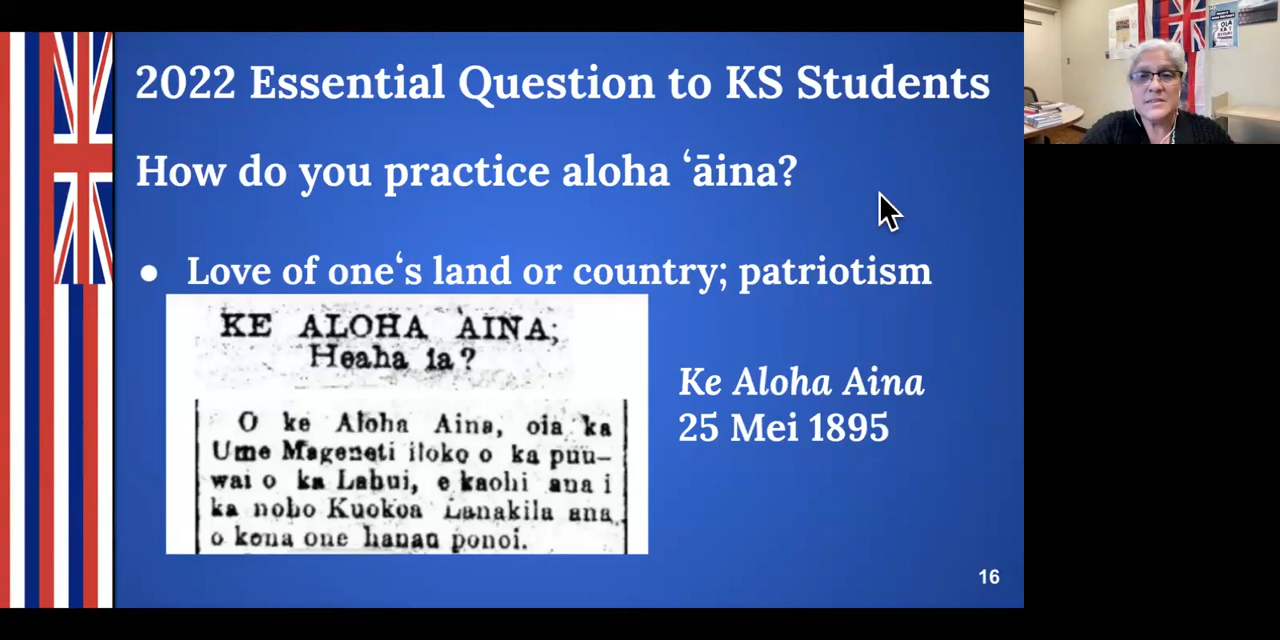 2022 Essential Question to KS Students
How do you practice aloha ʻāina?
● Love of oneʻs land or country; patriotism
KE ALOHA AINA;
Heaha ia?
O ke Aloha Aina, oia ka
Ume Mageneti iloko o ka puu-
wai o ka Lahui, e kaohi ana i
ka noho Kuokoa Lanakila ana
o kona one hanau ponoi.
Ke Aloha Aina
25 Mei 1895
16